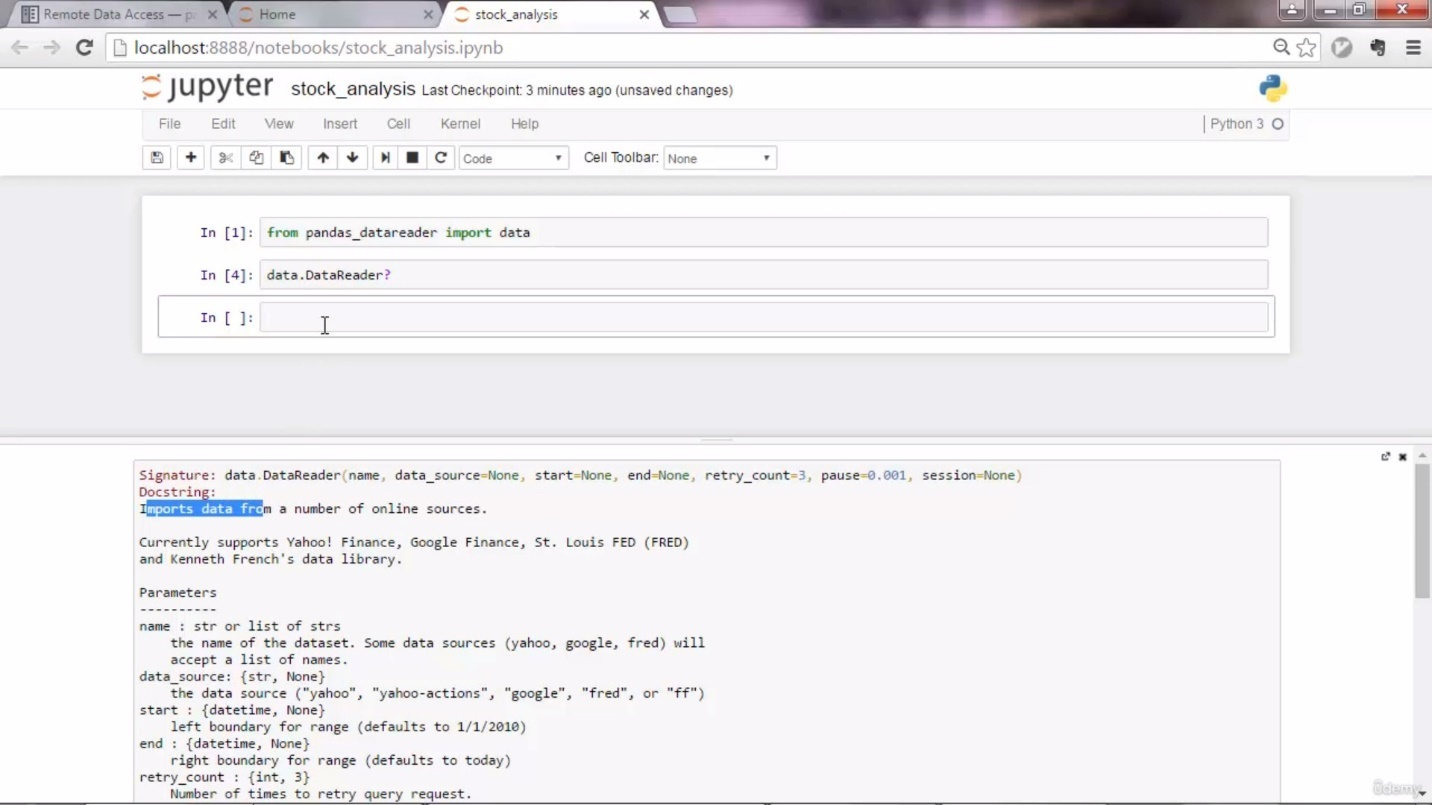 Remote Data Access — p
Home
stock_analysis
localhost:8888/notebooks/stock_analysis.ipynb
jupyter stock_analysis Last Checkpoint: 3 minutes ago (unsaved changes)
File Edit View Insert Cell Kernel Help Python 3
Code Cell Toolbar: None
In [1]: from pandas_datareader import data
In [4]: data.DataReader?
In [ ]:
Signature: data.DataReader(name, data_source=None, start=None, end=None, retry_count=3, pause=0.001, session=None)
Docstring:
Imports data from a number of online sources.
Currently supports Yahoo! Finance, Google Finance, St. Louis FED (FRED)
and Kenneth French's data library.
Parameters
----------
name : str or list of strs
the name of the dataset. Some data sources (yahoo, google, fred) will
accept a list of names.
data_source: {str, None}
the data source ("yahoo", "yahoo-actions", "google", "fred", or "ff")
start : {datetime, None}
left boundary for range (defaults to 1/1/2010)
end : {datetime, None}
right boundary for range (defaults to today)
retry_count : {int, 3}
Number of times to retry query request.
ûdemy